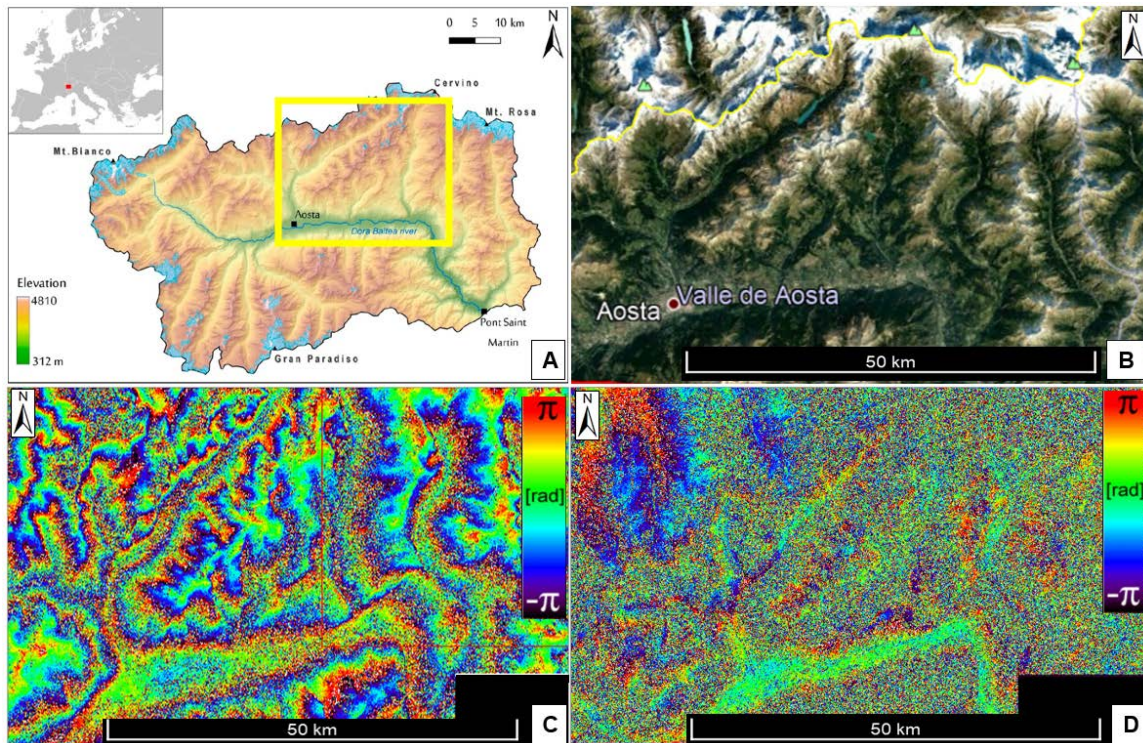 0 5 10 km
N
Cervino
Mt. Rosa
Mt. Bianco
Aosta
Dora Baltea river
Elevation
4810
312 m
Pont Saint
Martin
Gran Paradiso
A
N
Aosta
Valle de Aosta
50 km
B
N
π
[rad]
-π
50 km
C
N
π
[rad]
-π
50 km
D